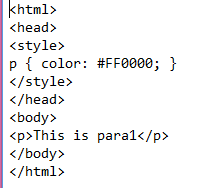 <html>
<head>
<style>
p { color: #FF0000; }
</style>
</head>
<body>
<p>This is para1</p>
</body>
</html>